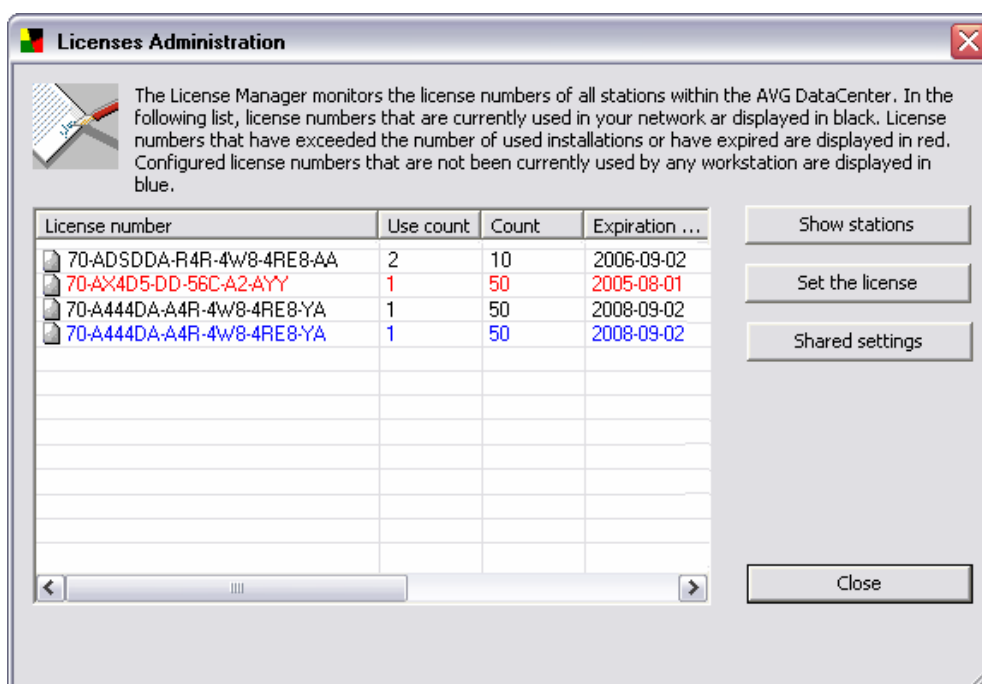 Licenses Administration
The License Manager monitors the license numbers of all stations within the AVG DataCenter. In the
following list, license numbers that are currently used in your network ar displayed in black. License
numbers that have exceeded the number of used installations or have expired are displayed in red.
Configured license numbers that are not been currently used by any workstation are displayed in
blue.
License number Use count Count Expiration ...
70-ADSDDA-R4R-4W8-4RE8-AA 2 10 2006-09-02
70-AX4D5-DD-56C-A2-AYY 1 50 2005-08-01
70-A444DA-A4R-4W8-4RE8-YA 1 50 2008-09-02
70-A444DA-A4R-4W8-4RE8-YA 1 50 2008-09-02
Show stations
Set the license
Shared settings
Close